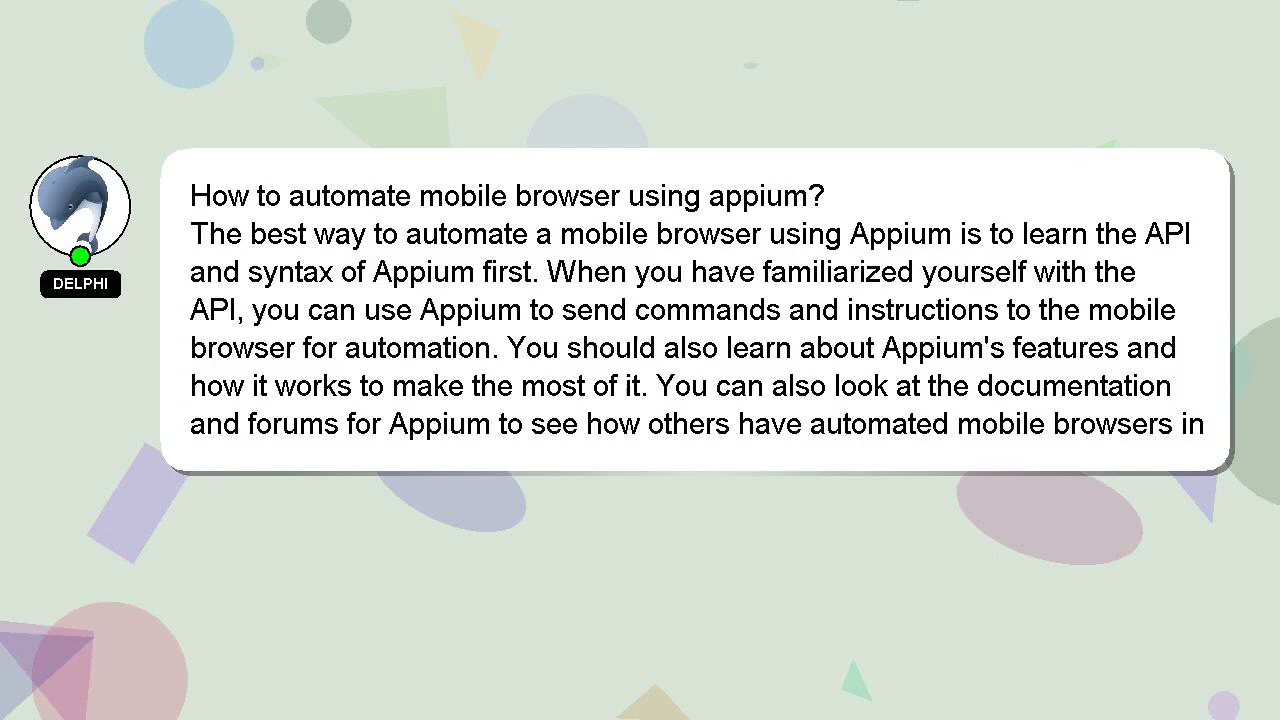 How to automate mobile browser using appium?
The best way to automate a mobile browser using Appium is to learn the API
and syntax of Appium first. When you have familiarized yourself with the
API, you can use Appium to send commands and instructions to the mobile
browser for automation. You should also learn about Appium's features and
how it works to make the most of it. You can also look at the documentation
and forums for Appium to see how others have automated mobile browsers in
DELPHI